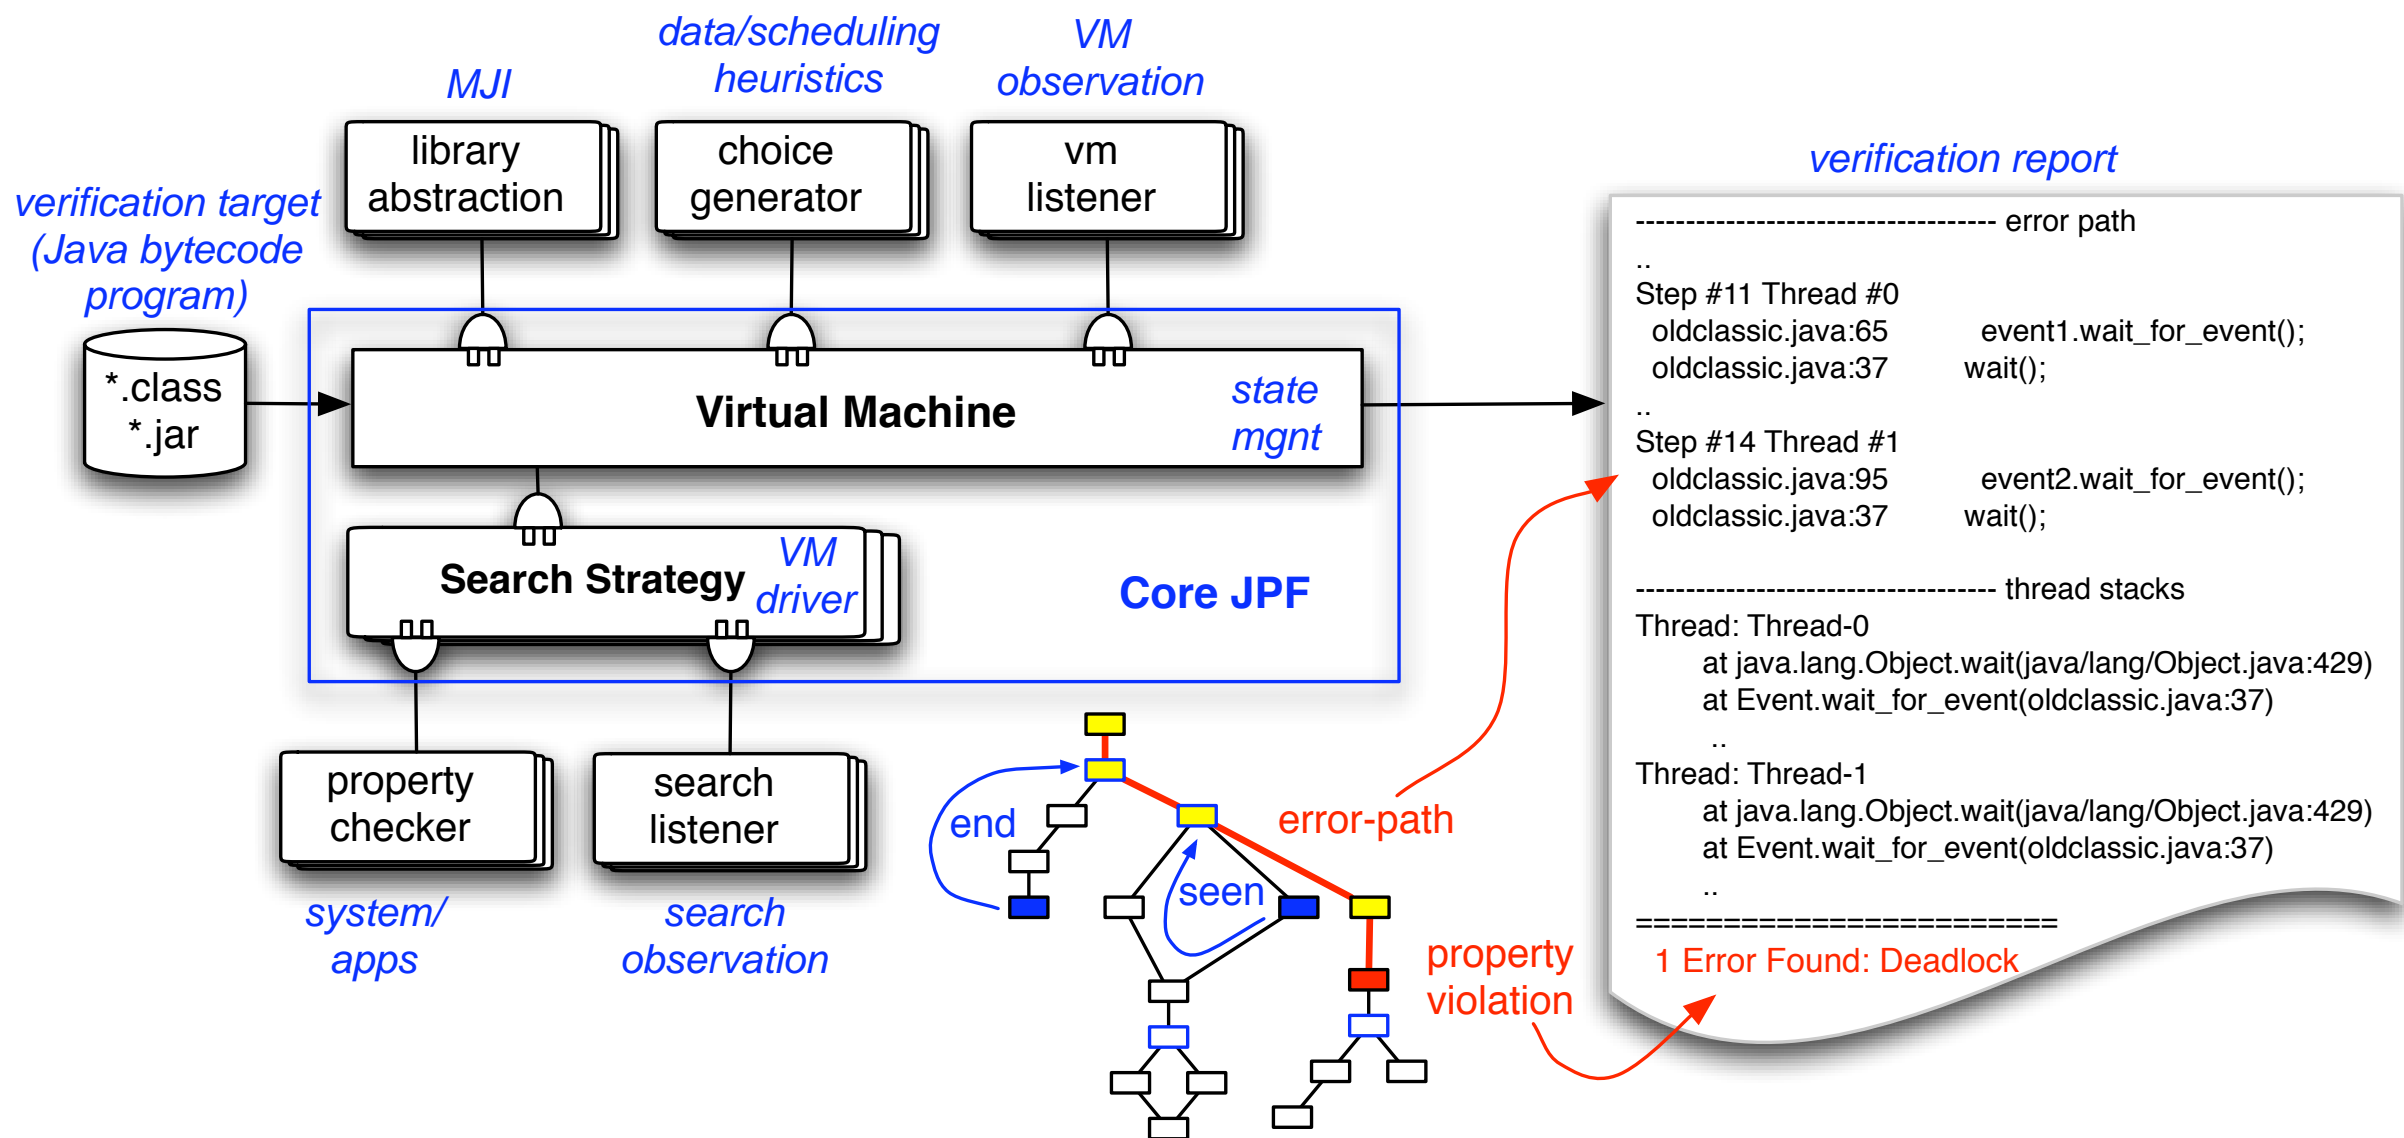 data/scheduling
heuristics
VM
observation
MJI
library
abstraction
choice
generator
vm
listener
verification target
(Java bytecode
program)
*.class
*.jar
Virtual Machine
state
mgnt
Search Strategy
VM
driver
Core JPF
property
checker
search
listener
system/
apps
search
observation
end
seen
error-path
property
violation
verification report
------------------------------------ error path
..
Step #11 Thread #0
oldclassic.java:65 event1.wait_for_event();
oldclassic.java:37 wait();
..
Step #14 Thread #1
oldclassic.java:95 event2.wait_for_event();
oldclassic.java:37 wait();
------------------------------------ thread stacks
Thread: Thread-0
at java.lang.Object.wait(java/lang/Object.java:429)
at Event.wait_for_event(oldclassic.java:37)
..
Thread: Thread-1
at java.lang.Object.wait(java/lang/Object.java:429)
at Event.wait_for_event(oldclassic.java:37)
..
========================
1 Error Found: Deadlock